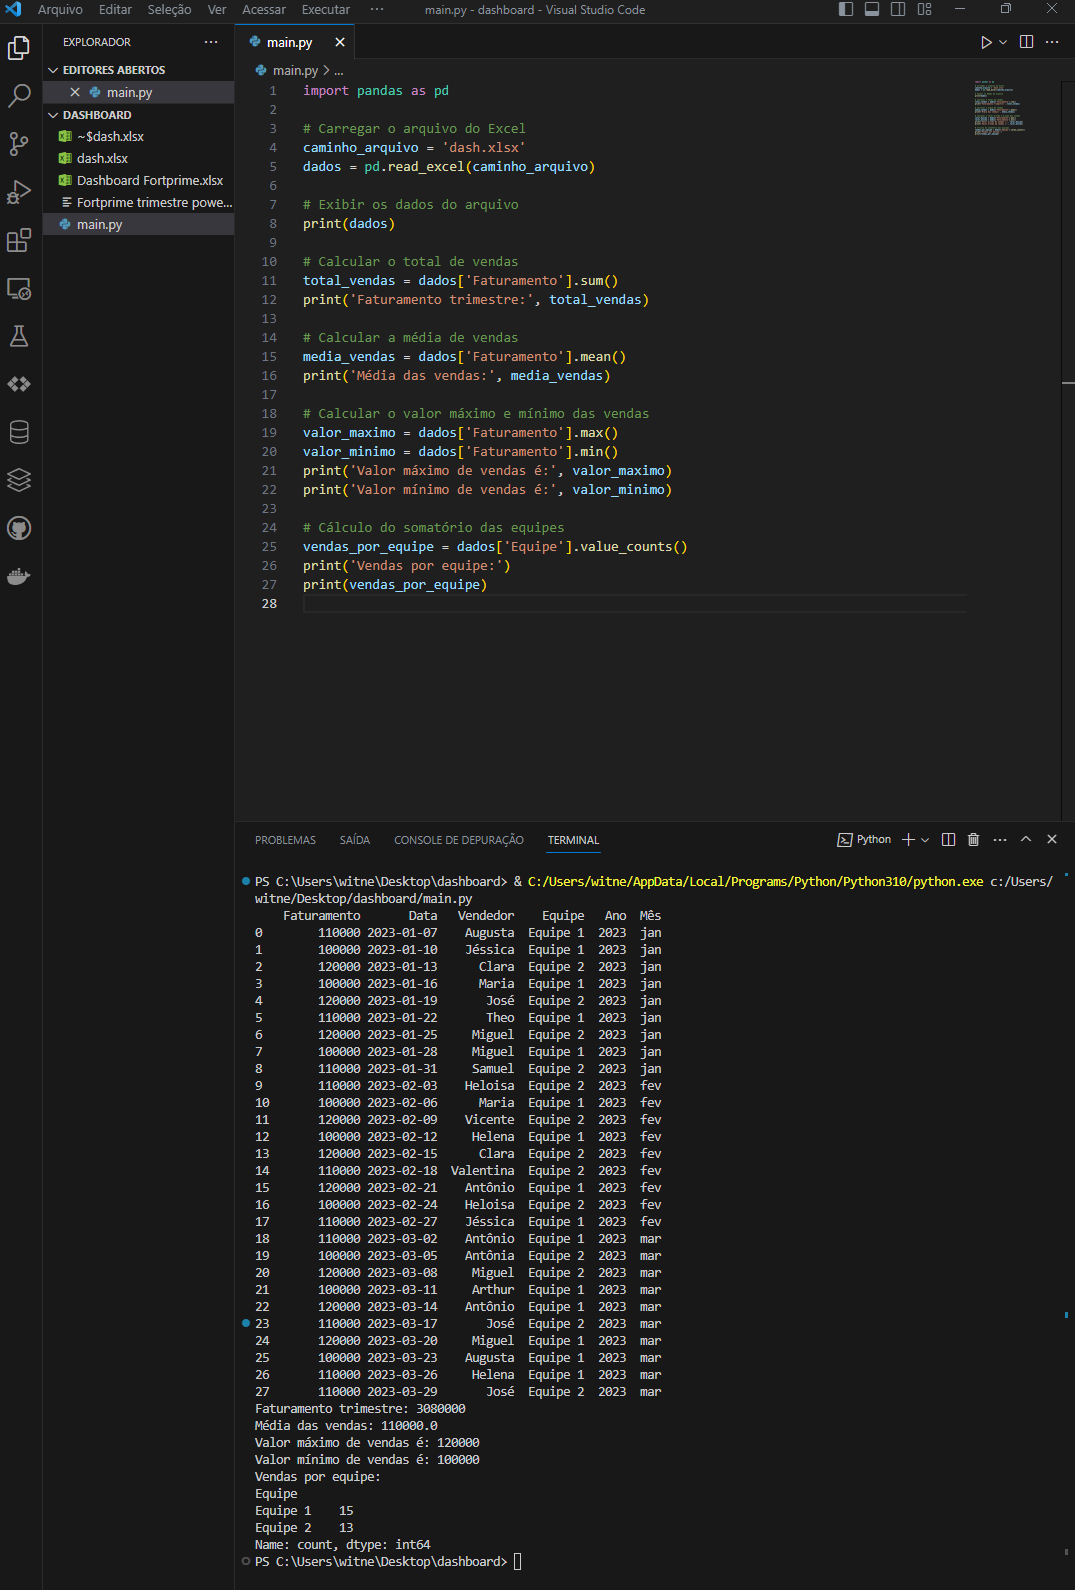 Arquivo Editar Seleção Ver Acessar Executar ··· main.py - dashboard - Visual Studio Code
EXPLORADOR ···
EDITORES ABERTOS
main.py
DASHBOARD
~$dash.xlsx
dash.xlsx
Dashboard Fortprime.xlsx
Fortprime trimestre powe...
main.py
main.py
main.py > ...
1 import pandas as pd
2
3 # Carregar o arquivo do Excel
4 caminho_arquivo = 'dash.xlsx'
5 dados = pd.read_excel(caminho_arquivo)
6
7 # Exibir os dados do arquivo
8 print(dados)
9
10 # Calcular o total de vendas
11 total_vendas = dados['Faturamento'].sum()
12 print('Faturamento trimestre:', total_vendas)
13
14 # Calcular a média de vendas
15 media_vendas = dados['Faturamento'].mean()
16 print('Média das vendas:', media_vendas)
17
18 # Calcular o valor máximo e mínimo das vendas
19 valor_maximo = dados['Faturamento'].max()
20 valor_minimo = dados['Faturamento'].min()
21 print('Valor máximo de vendas é:', valor_maximo)
22 print('Valor mínimo de vendas é:', valor_minimo)
23
24 # Cálculo do somatório das equipes
25 vendas_por_equipe = dados['Equipe'].value_counts()
26 print('Vendas por equipe:')
27 print(vendas_por_equipe)
28
PROBLEMAS SAÍDA CONSOLE DE DEPURAÇÃO TERMINAL Python
PS C:\Users\witne\Desktop\dashboard> & C:/Users/witne/AppData/Local/Programs/Python/Python310/python.exe c:/Users/
witne/Desktop/dashboard/main.py
Faturamento Data Vendedor Equipe Ano Mês
0 110000 2023-01-07 Augusta Equipe 1 2023 jan
1 100000 2023-01-10 Jéssica Equipe 1 2023 jan
2 120000 2023-01-13 Clara Equipe 2 2023 jan
3 100000 2023-01-16 Maria Equipe 1 2023 jan
4 120000 2023-01-19 José Equipe 2 2023 jan
5 110000 2023-01-22 Theo Equipe 1 2023 jan
6 120000 2023-01-25 Miguel Equipe 2 2023 jan
7 100000 2023-01-28 Miguel Equipe 1 2023 jan
8 110000 2023-01-31 Samuel Equipe 2 2023 jan
9 110000 2023-02-03 Heloisa Equipe 2 2023 fev
10 100000 2023-02-06 Maria Equipe 1 2023 fev
11 120000 2023-02-09 Vicente Equipe 2 2023 fev
12 100000 2023-02-12 Helena Equipe 1 2023 fev
13 120000 2023-02-15 Clara Equipe 2 2023 fev
14 110000 2023-02-18 Valentina Equipe 2 2023 fev
15 120000 2023-02-21 Antônio Equipe 1 2023 fev
16 100000 2023-02-24 Heloisa Equipe 2 2023 fev
17 110000 2023-02-27 Jéssica Equipe 1 2023 fev
18 110000 2023-03-02 Antônio Equipe 1 2023 mar
19 100000 2023-03-05 Antônia Equipe 2 2023 mar
20 120000 2023-03-08 Miguel Equipe 2 2023 mar
21 100000 2023-03-11 Arthur Equipe 1 2023 mar
22 120000 2023-03-14 Antônio Equipe 1 2023 mar
23 110000 2023-03-17 José Equipe 2 2023 mar
24 120000 2023-03-20 Miguel Equipe 1 2023 mar
25 100000 2023-03-23 Augusta Equipe 1 2023 mar
26 110000 2023-03-26 Helena Equipe 1 2023 mar
27 110000 2023-03-29 José Equipe 2 2023 mar
Faturamento trimestre: 3080000
Média das vendas: 110000.0
Valor máximo de vendas é: 120000
Valor mínimo de vendas é: 100000
Vendas por equipe:
Equipe
Equipe 1 15
Equipe 2 13
Name: count, dtype: int64
PS C:\Users\witne\Desktop\dashboard>